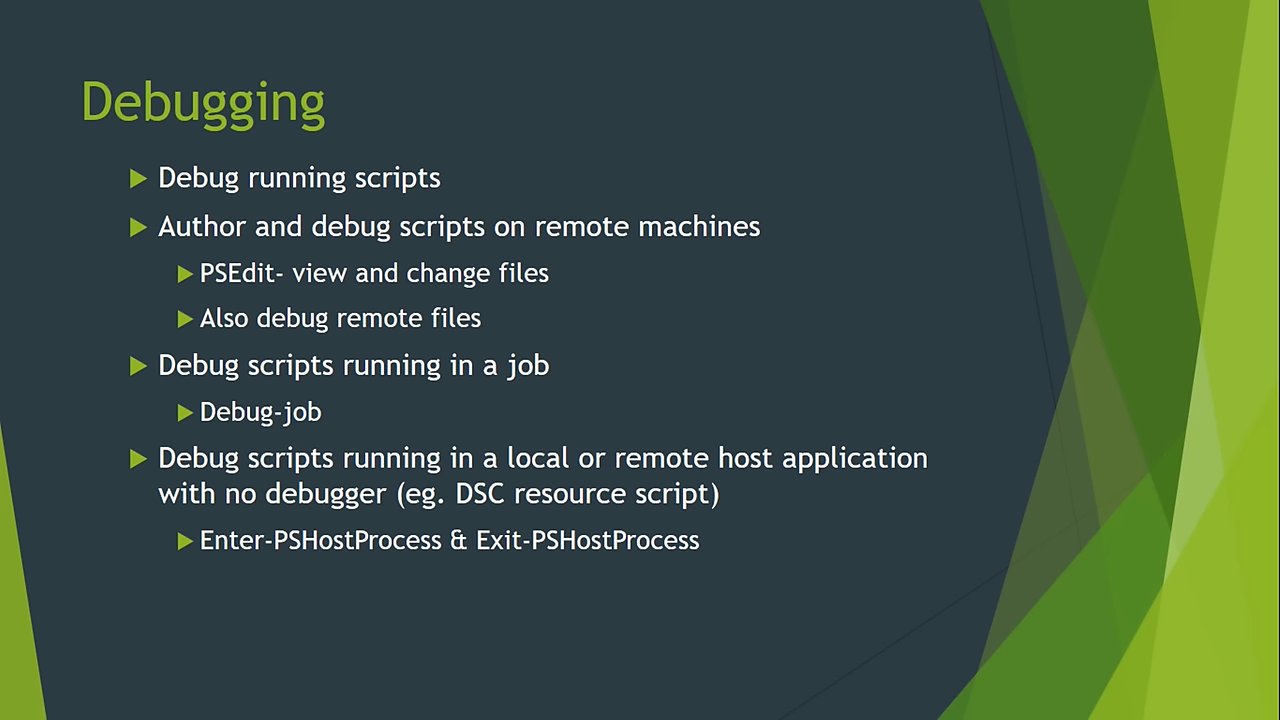 Debugging
Debug running scripts
Author and debug scripts on remote machines
PSEdit- view and change files
Also debug remote files
Debug scripts running in a job
Debug-job
Debug scripts running in a local or remote host application
with no debugger (eg. DSC resource script)
Enter-PSHostProcess & Exit-PSHostProcess